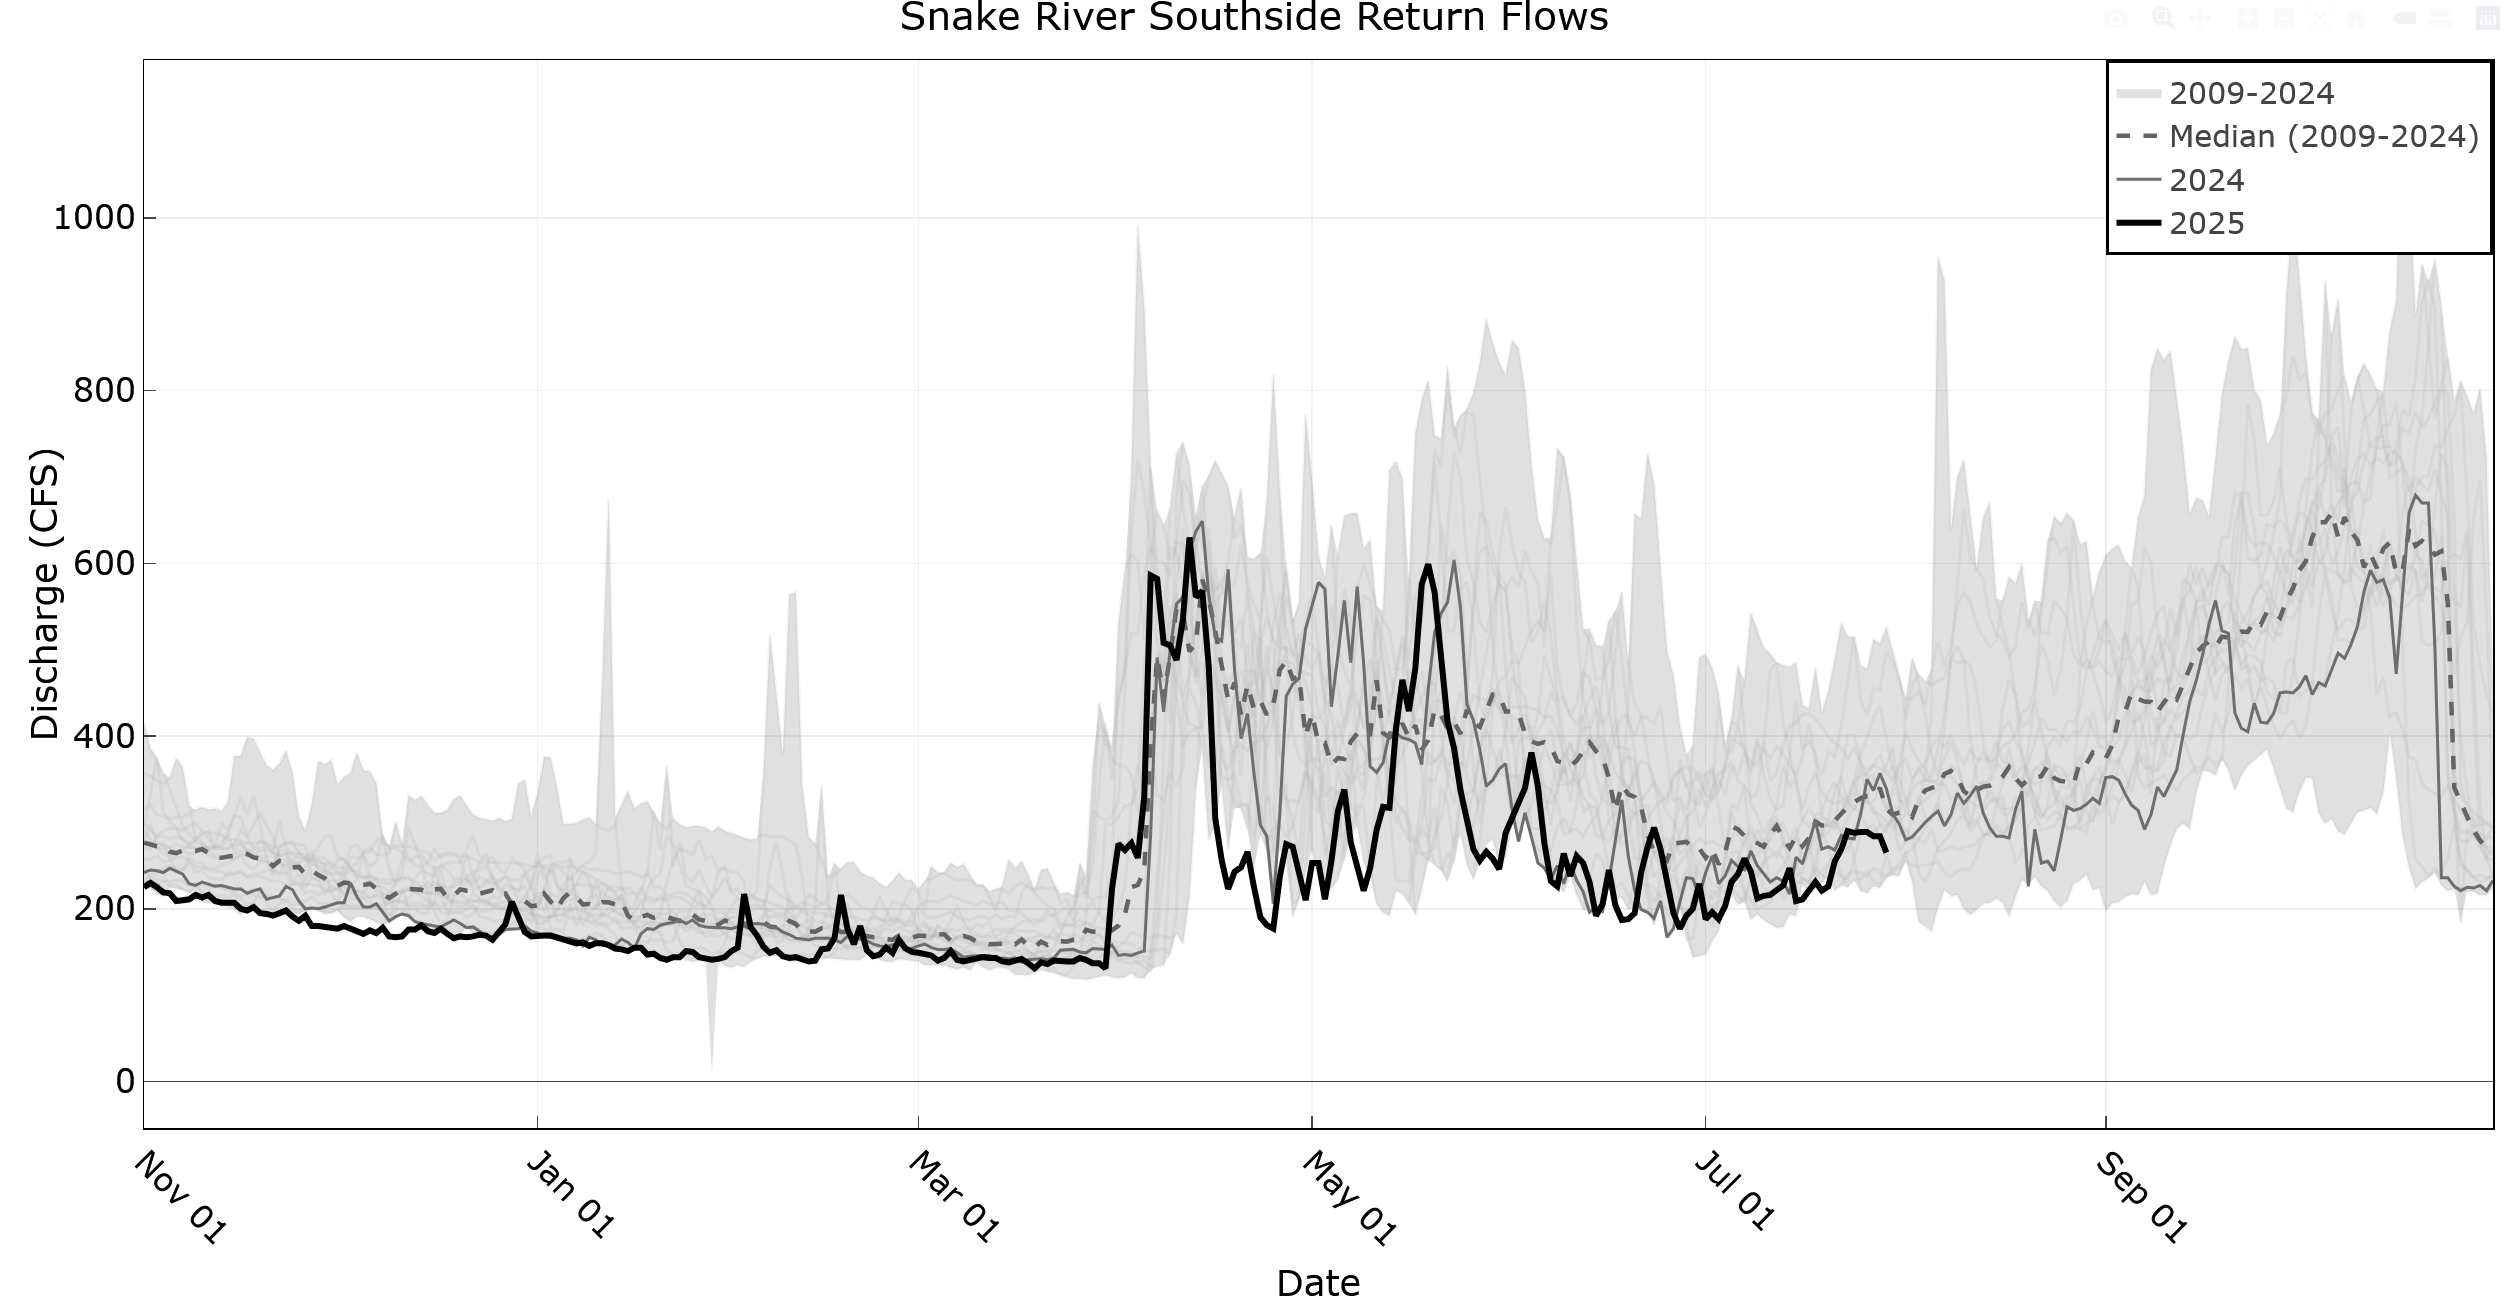 Snake River Southside Return Flows
2009-2024
Median (2009-2024)
2024
2025
Discharge (CFS)
1000
800
600
400
200
0
Nov 01
Jan 01
Mar 01
May 01
Jul 01
Sep 01
Date